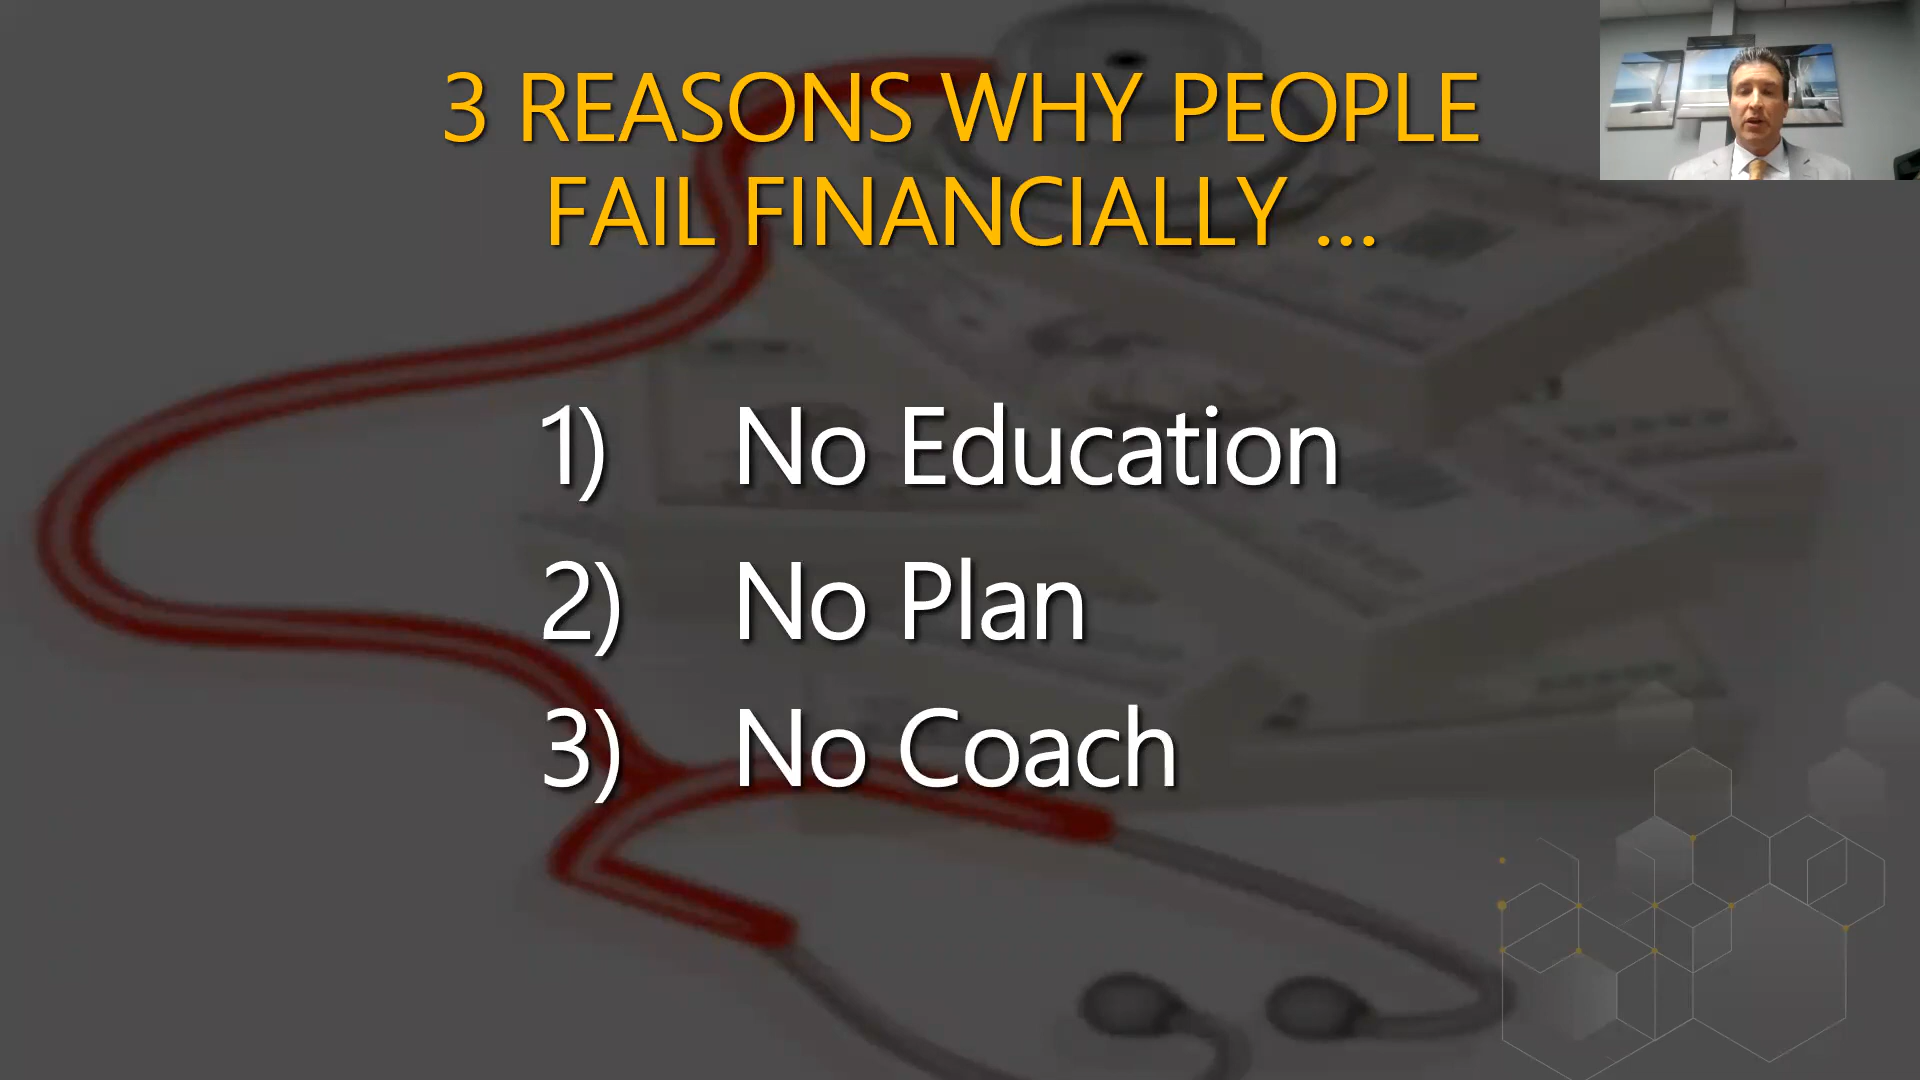 3 REASONS WHY PEOPLE
FAIL FINANCIALLY ...
1) No Education
2) No Plan
3) No Coach